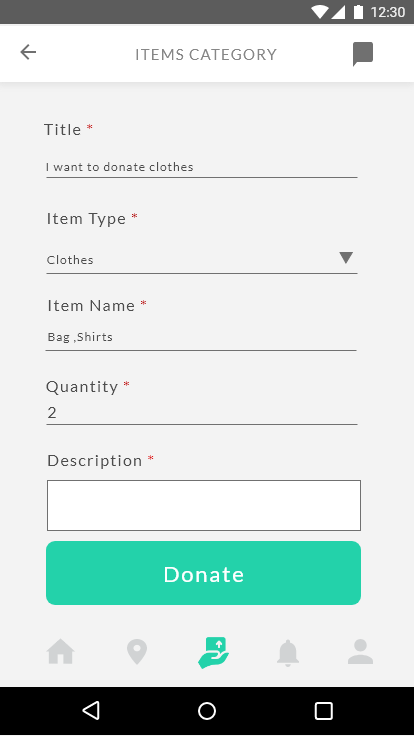 12:30
ITEMS CATEGORY
Title *
I want to donate clothes
Item Type *
Clothes
Item Name *
Bag ,Shirts
Quantity *
2
Description *
Donate